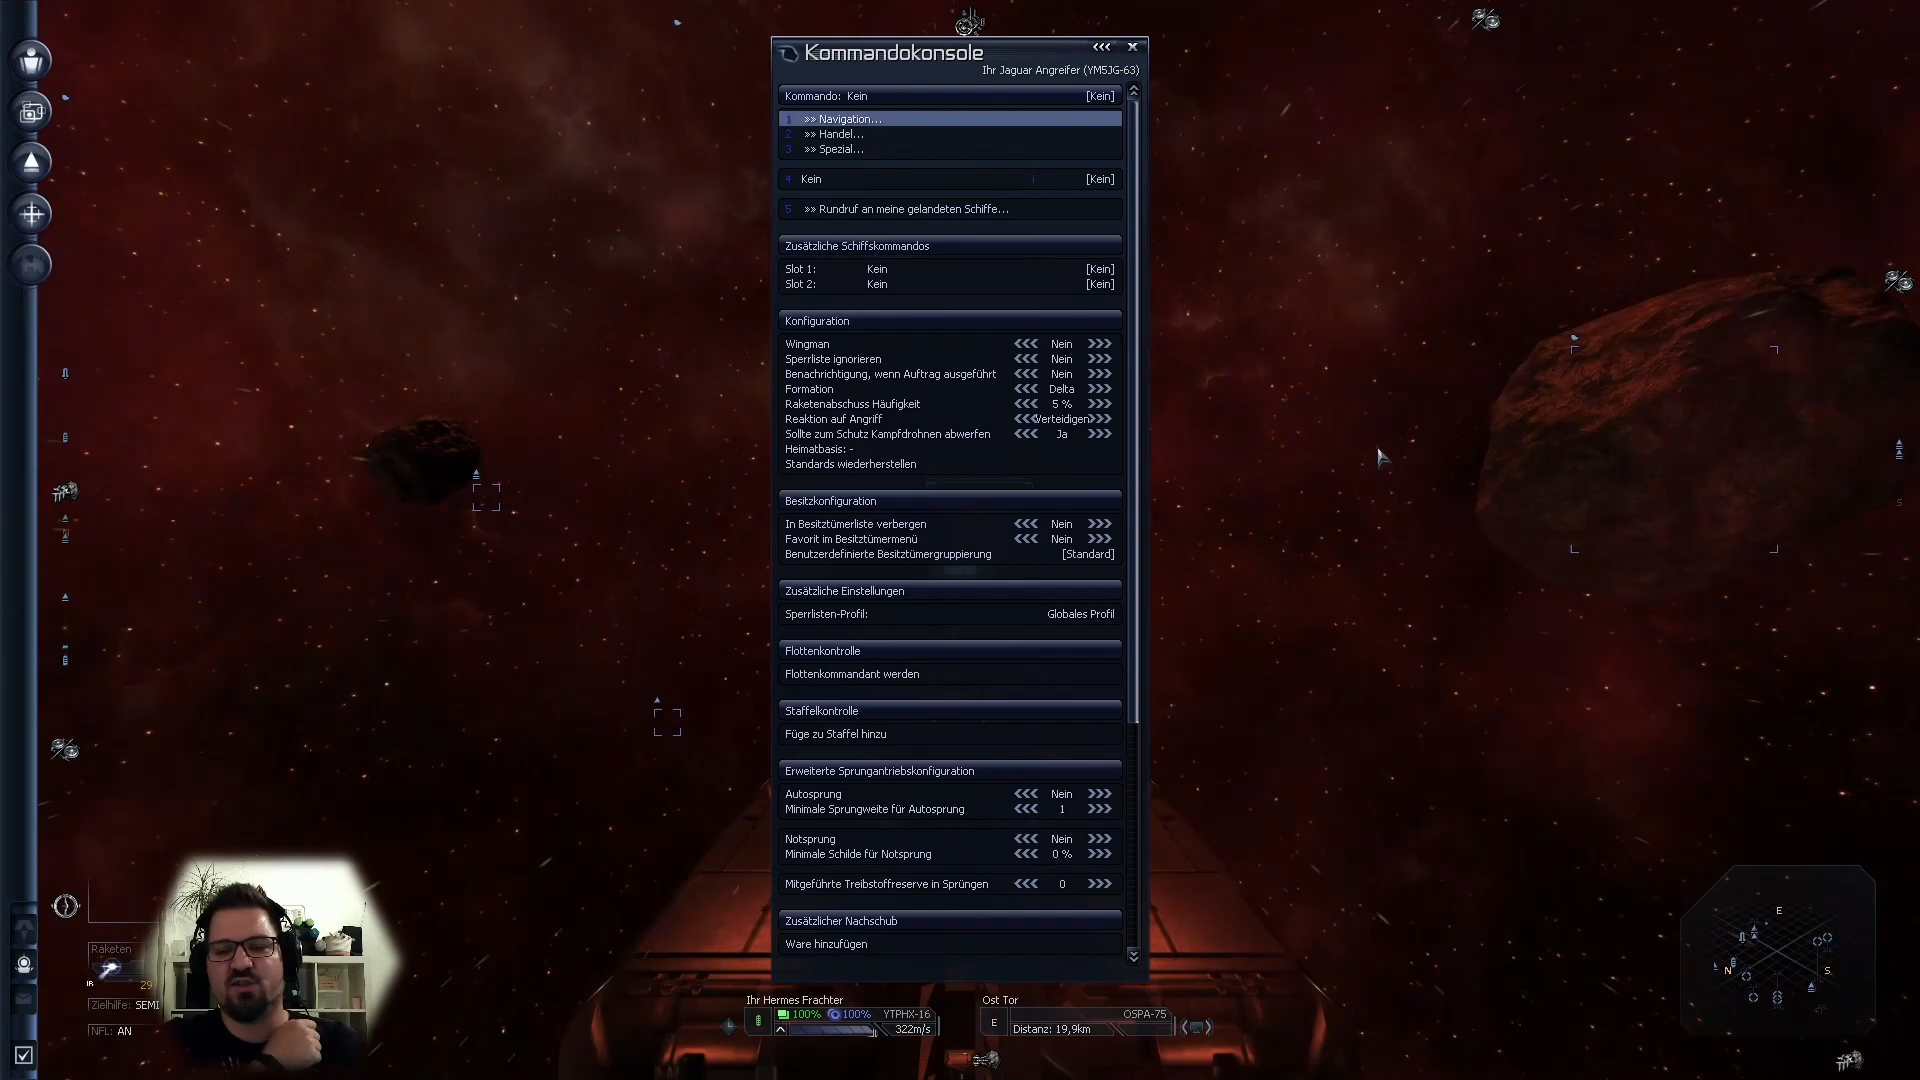 Kommandokonsole
Ihr Jaguar Angreifer (YM5JG-63)
Kommando: Kein [Kein]
1 >> Navigation...
2 >> Handel...
3 >> Spezial...
4 Kein i [Kein]
5 >> Rundruf an meine gelandeten Schiffe...
Zusätzliche Schiffskommandos
Slot 1: Kein [Kein]
Slot 2: Kein [Kein]
Konfiguration
Wingman Nein
Sperrliste ignorieren Nein
Benachrichtigung, wenn Auftrag ausgeführt Nein
Formation Delta
Raketenabschuss Häufigkeit 5 %
Reaktion auf Angriff Verteidigen
Sollte zum Schutz Kampfdrohnen abwerfen Ja
Heimatbasis: -
Standards wiederherstellen
Besitzkonfiguration
In Besitztümerliste verbergen Nein
Favorit im Besitztümermenü Nein
Benutzerdefinierte Besitztümergruppierung [Standard]
Zusätzliche Einstellungen
Sperrlisten-Profil: Globales Profil
Flottenkontrolle
Flottenkommandant werden
Staffelkontrolle
Füge zu Staffel hinzu
Erweiterte Sprungantriebskonfiguration
Autosprung Nein
Minimale Sprungweite für Autosprung 1
Notsprung Nein
Minimale Schilde für Notsprung 0 %
Mitgeführte Treibstoffreserve in Sprüngen 0
Zusätzlicher Nachschub
Ware hinzufügen
Raketen
29
Zielhilfe: SEMI
NFL: AN
Ihr Hermes Frachter
100% 100% YTPHX-16
322m/s
Ost Tor
E OSPA-75
Distanz: 19,9km
E
N S